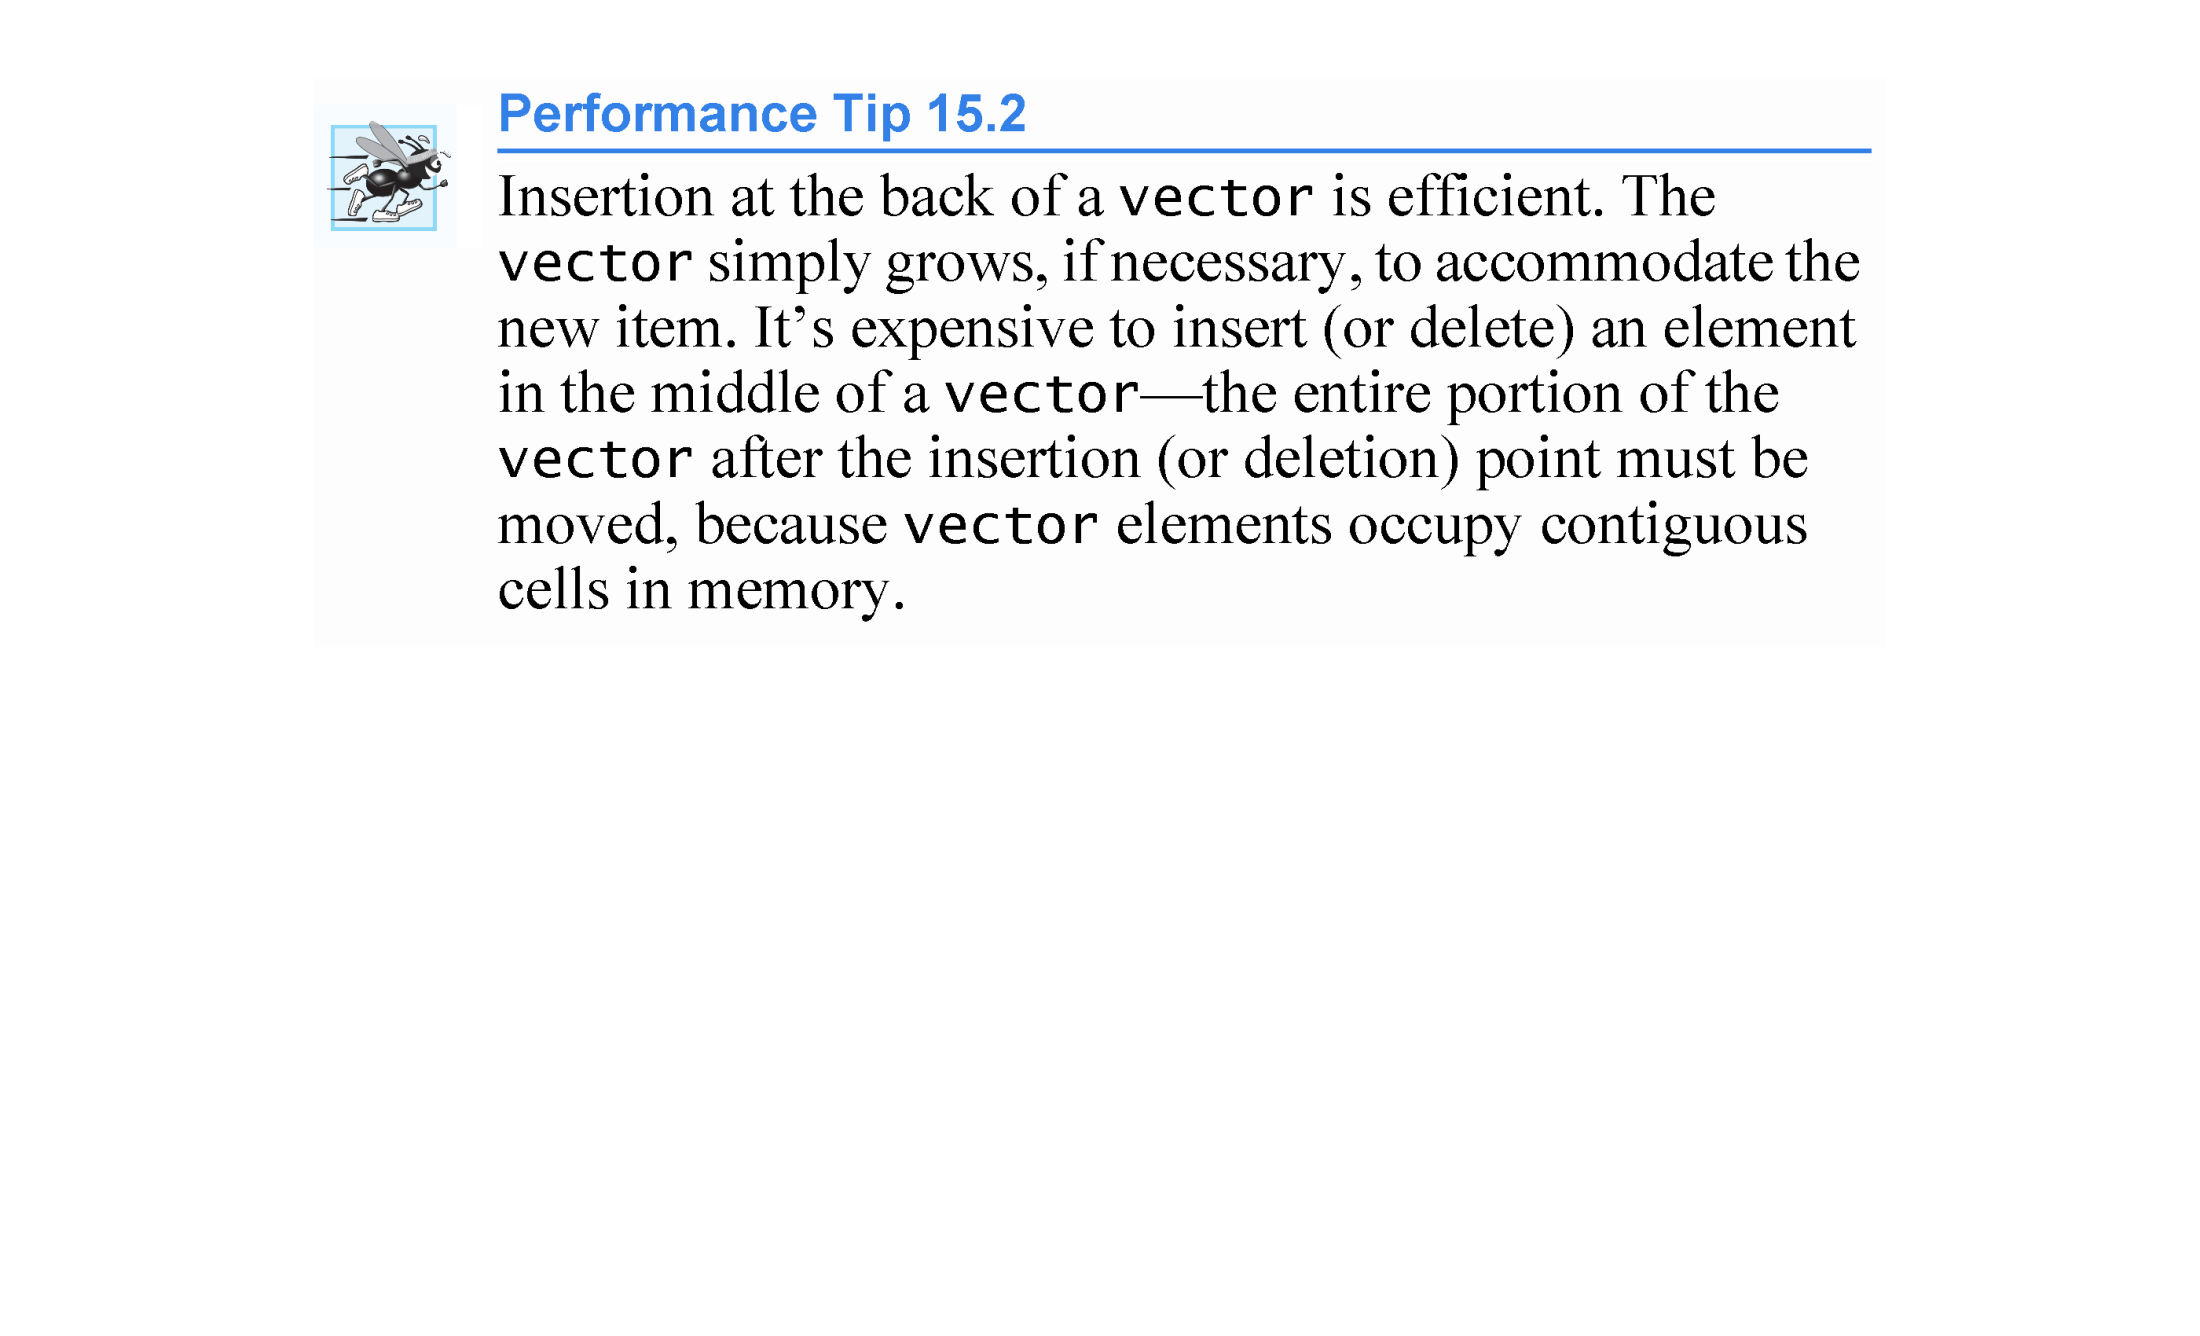 Performance Tip 15.2
Insertion at the back of a vector is efficient. The
vector simply grows, if necessary, to accommodate the
new item. It’s expensive to insert (or delete) an element
in the middle of a vector—the entire portion of the
vector after the insertion (or deletion) point must be
moved, because vector elements occupy contiguous
cells in memory.